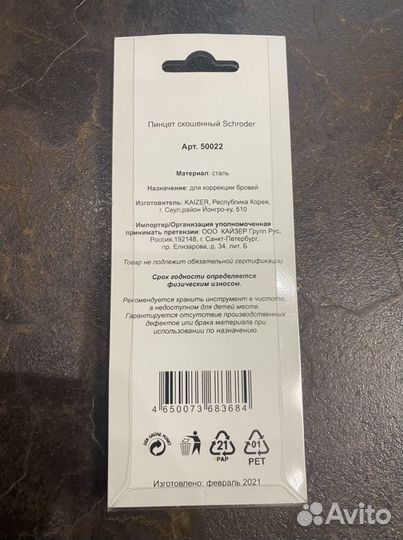 Пинцет скошенный Schroder
Арт. 50022
Материал: сталь
Назначение: для коррекции бровей
Изготовитель: KAIZER, Республика Корея,
г. Сеул,район Йонгро-ку, 510
Импортер/Организация уполномоченная
принимать претензии: ООО КАЙЗЕР Групп Рус,
Россия,192148, г. Санкт-Петербург,
пр. Елизарова, д. 34, лит. Б
Товар не подлежит обязательной сертификации.
Срок годности определяется
физическим износом.
Рекомендуется хранить инструмент в чистоте,
в недоступном для детей месте.
Гарантируется отсутствие производственных
дефектов или брака материала при
использовании по назначению.
4 650073 683684
DER GRÜNE PUNKT
21
PAP
01
PET
Изготовлено: февраль 2021
Avito